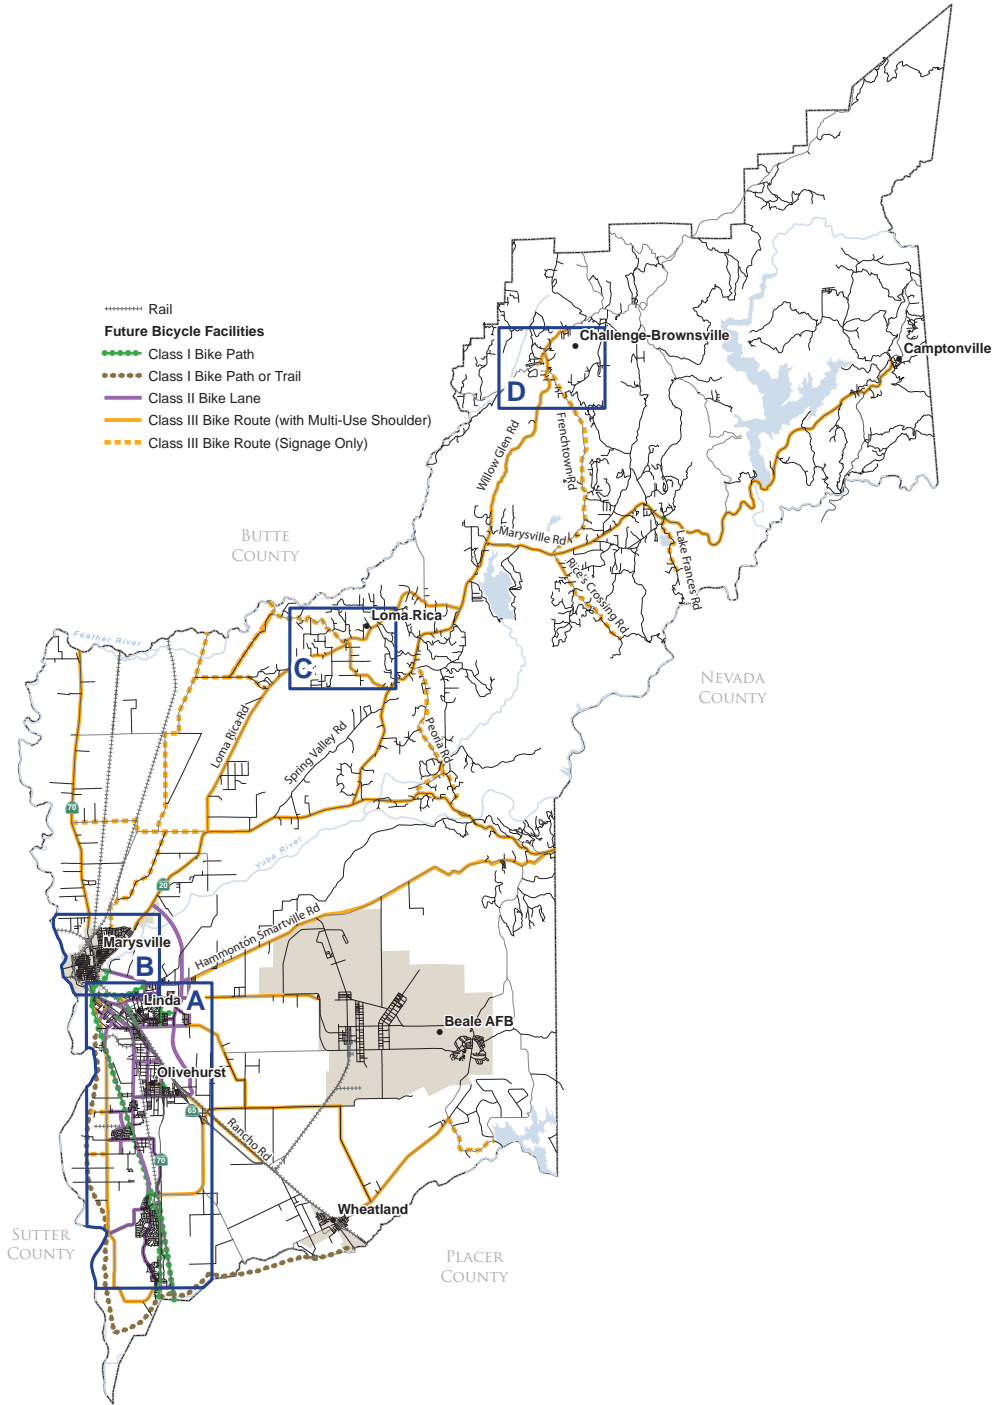 Rail
Future Bicycle Facilities
Class I Bike Path
Class I Bike Path or Trail
Class II Bike Lane
Class III Bike Route (with Multi-Use Shoulder)
Class III Bike Route (Signage Only)
Challenge-Brownsville
Camptonville
D
Willow Glen Rd
Frenchtown Rd
BUTTE
COUNTY
Marysville Rd
Rice's Crossing Rd
Lake Frances Rd
Loma Rica
C
Feather River
NEVADA
COUNTY
Loma Rica Rd
Spring Valley Rd
Peoria Rd
70
Yuba River
20
Hammonton Smartville Rd
Marysville
B
Linda
A
Beale AFB
Olivehurst
65
Rancho Rd
70
Wheatland
SUTTER
COUNTY
PLACER
COUNTY